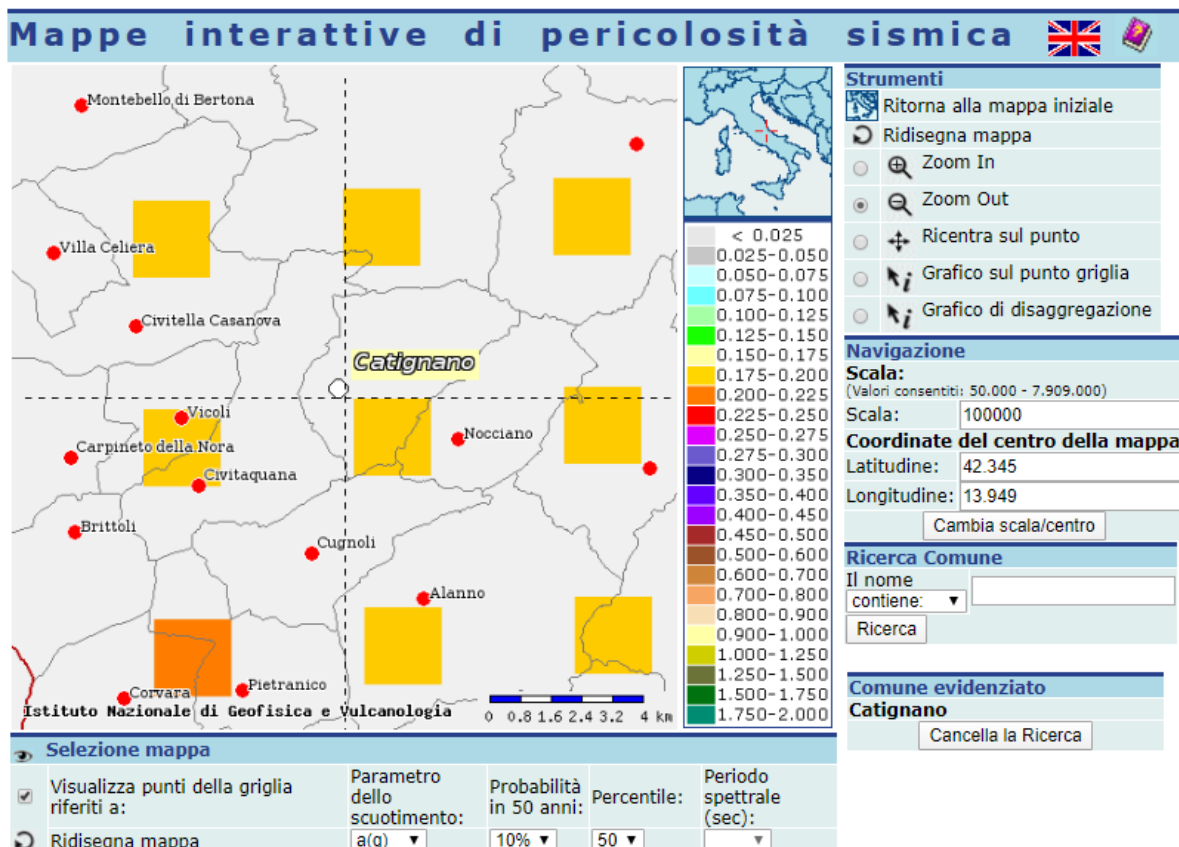 Mappe interattive di pericolosità sismica
Montebello di Bertona
Villa Celiera
Civitella Casanova
Catignano
Vicoli
Carpineto della Nora
Nocciano
Civitaquana
Brittoli
Cugnoli
Alanno
Corvara
Pietranico
Istituto Nazionale di Geofisica e Vulcanologia
0 0.8 1.6 2.4 3.2 4 km
< 0.025
0.025-0.050
0.050-0.075
0.075-0.100
0.100-0.125
0.125-0.150
0.150-0.175
0.175-0.200
0.200-0.225
0.225-0.250
0.250-0.275
0.275-0.300
0.300-0.350
0.350-0.400
0.400-0.450
0.450-0.500
0.500-0.600
0.600-0.700
0.700-0.800
0.800-0.900
0.900-1.000
1.000-1.250
1.250-1.500
1.500-1.750
1.750-2.000
Strumenti
Ritorna alla mappa iniziale
Ridisegna mappa
Zoom In
Zoom Out
Ricentra sul punto
Grafico sul punto griglia
Grafico di disaggregazione
Navigazione
Scala:
(Valori consentiti: 50.000 - 7.909.000)
Scala: 100000
Coordinate del centro della mappa
Latitudine: 42.345
Longitudine: 13.949
Cambia scala/centro
Ricerca Comune
Il nome
contiene:
Ricerca
Comune evidenziato
Catignano
Cancella la Ricerca
Selezione mappa
Visualizza punti della griglia
riferiti a:
Parametro
dello
scuotimento:
Probabilità
in 50 anni:
Percentile:
Periodo
spettrale
(sec):
Ridisegna mappa
a(g) 10% 50